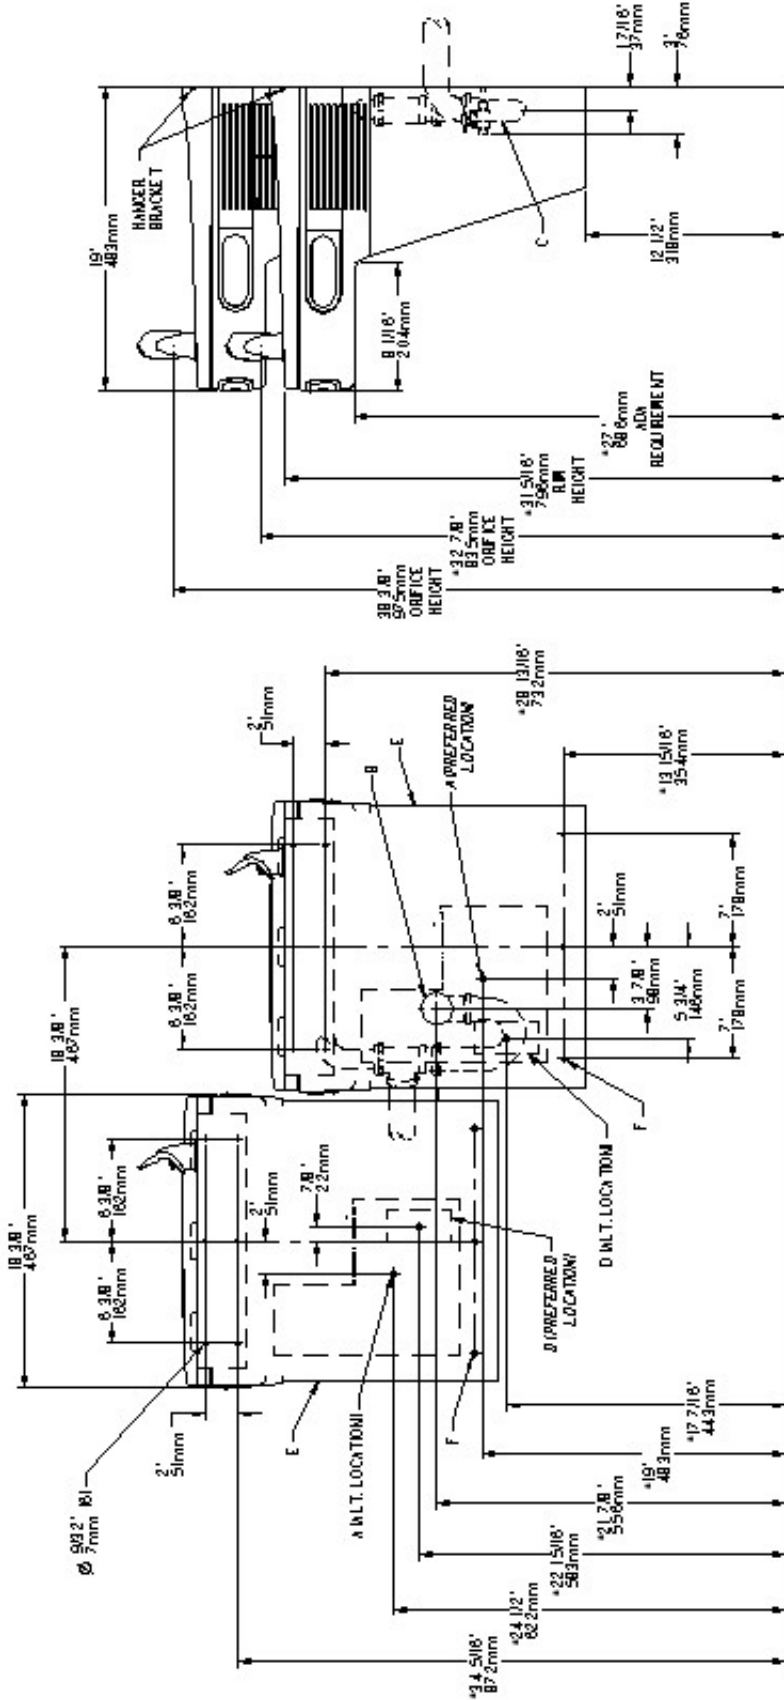 19'
483mm
HANGER
BRACKET
1 7/16'
37mm
3'
76mm
C
8 1/16'
204mm
12 1/2'
318mm
*27'
686mm
ADA
REQUIREMENT
*31 5/16'
796mm
RIM
HEIGHT
*32 7/8'
835mm
ORIFICE
HEIGHT
38 3/8'
975mm
ORIFICE
HEIGHT
18 3/8'
467mm
18 3/8'
467mm
6 3/8'
162mm
6 3/8'
162mm
2'
51mm
B
E
A (PREFERRED
LOCATION)
*28 13/16'
732mm
*13 15/16'
354mm
2'
51mm
3 7/8'
98mm
5 3/4'
146mm
7'
178mm
7'
178mm
F
D (ALT. LOCATION)
6 3/8'
162mm
6 3/8'
162mm
2'
51mm
7/8'
22mm
Ø 9/32' (6)
7mm
2'
51mm
E
A (ALT. LOCATION)
F
D (PREFERRED
LOCATION)
*17 7/16'
443mm
*19'
483mm
*21 7/8'
556mm
*22 15/16'
583mm
*24 1/2'
622mm
*34 5/16'
872mm